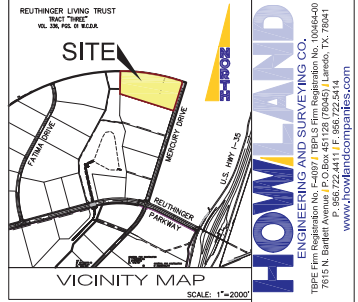 REUTHINGER LIVING TRUST
TRACT "THREE"
VOL. 336, PGS. 01 W.C.D.R.
SITE
NORTH
FATIMA DRIVE
MERCURY DRIVE
U.S. HWY I-35
REUTHINGER
PARKWAY
VICINITY MAP
SCALE: 1"=2000'
HOWLAND
ENGINEERING AND SURVEYING CO.
TBPE Firm Registration No. F-4097 | TBPLS Firm Registration No. 100464-00
7615 N. Bartlett Avenue | P.O.Box 451128 (78045) | Laredo, TX. 78041
P. 956.722.4411 | F. 956.722.5414
www.howlandcompanies.com